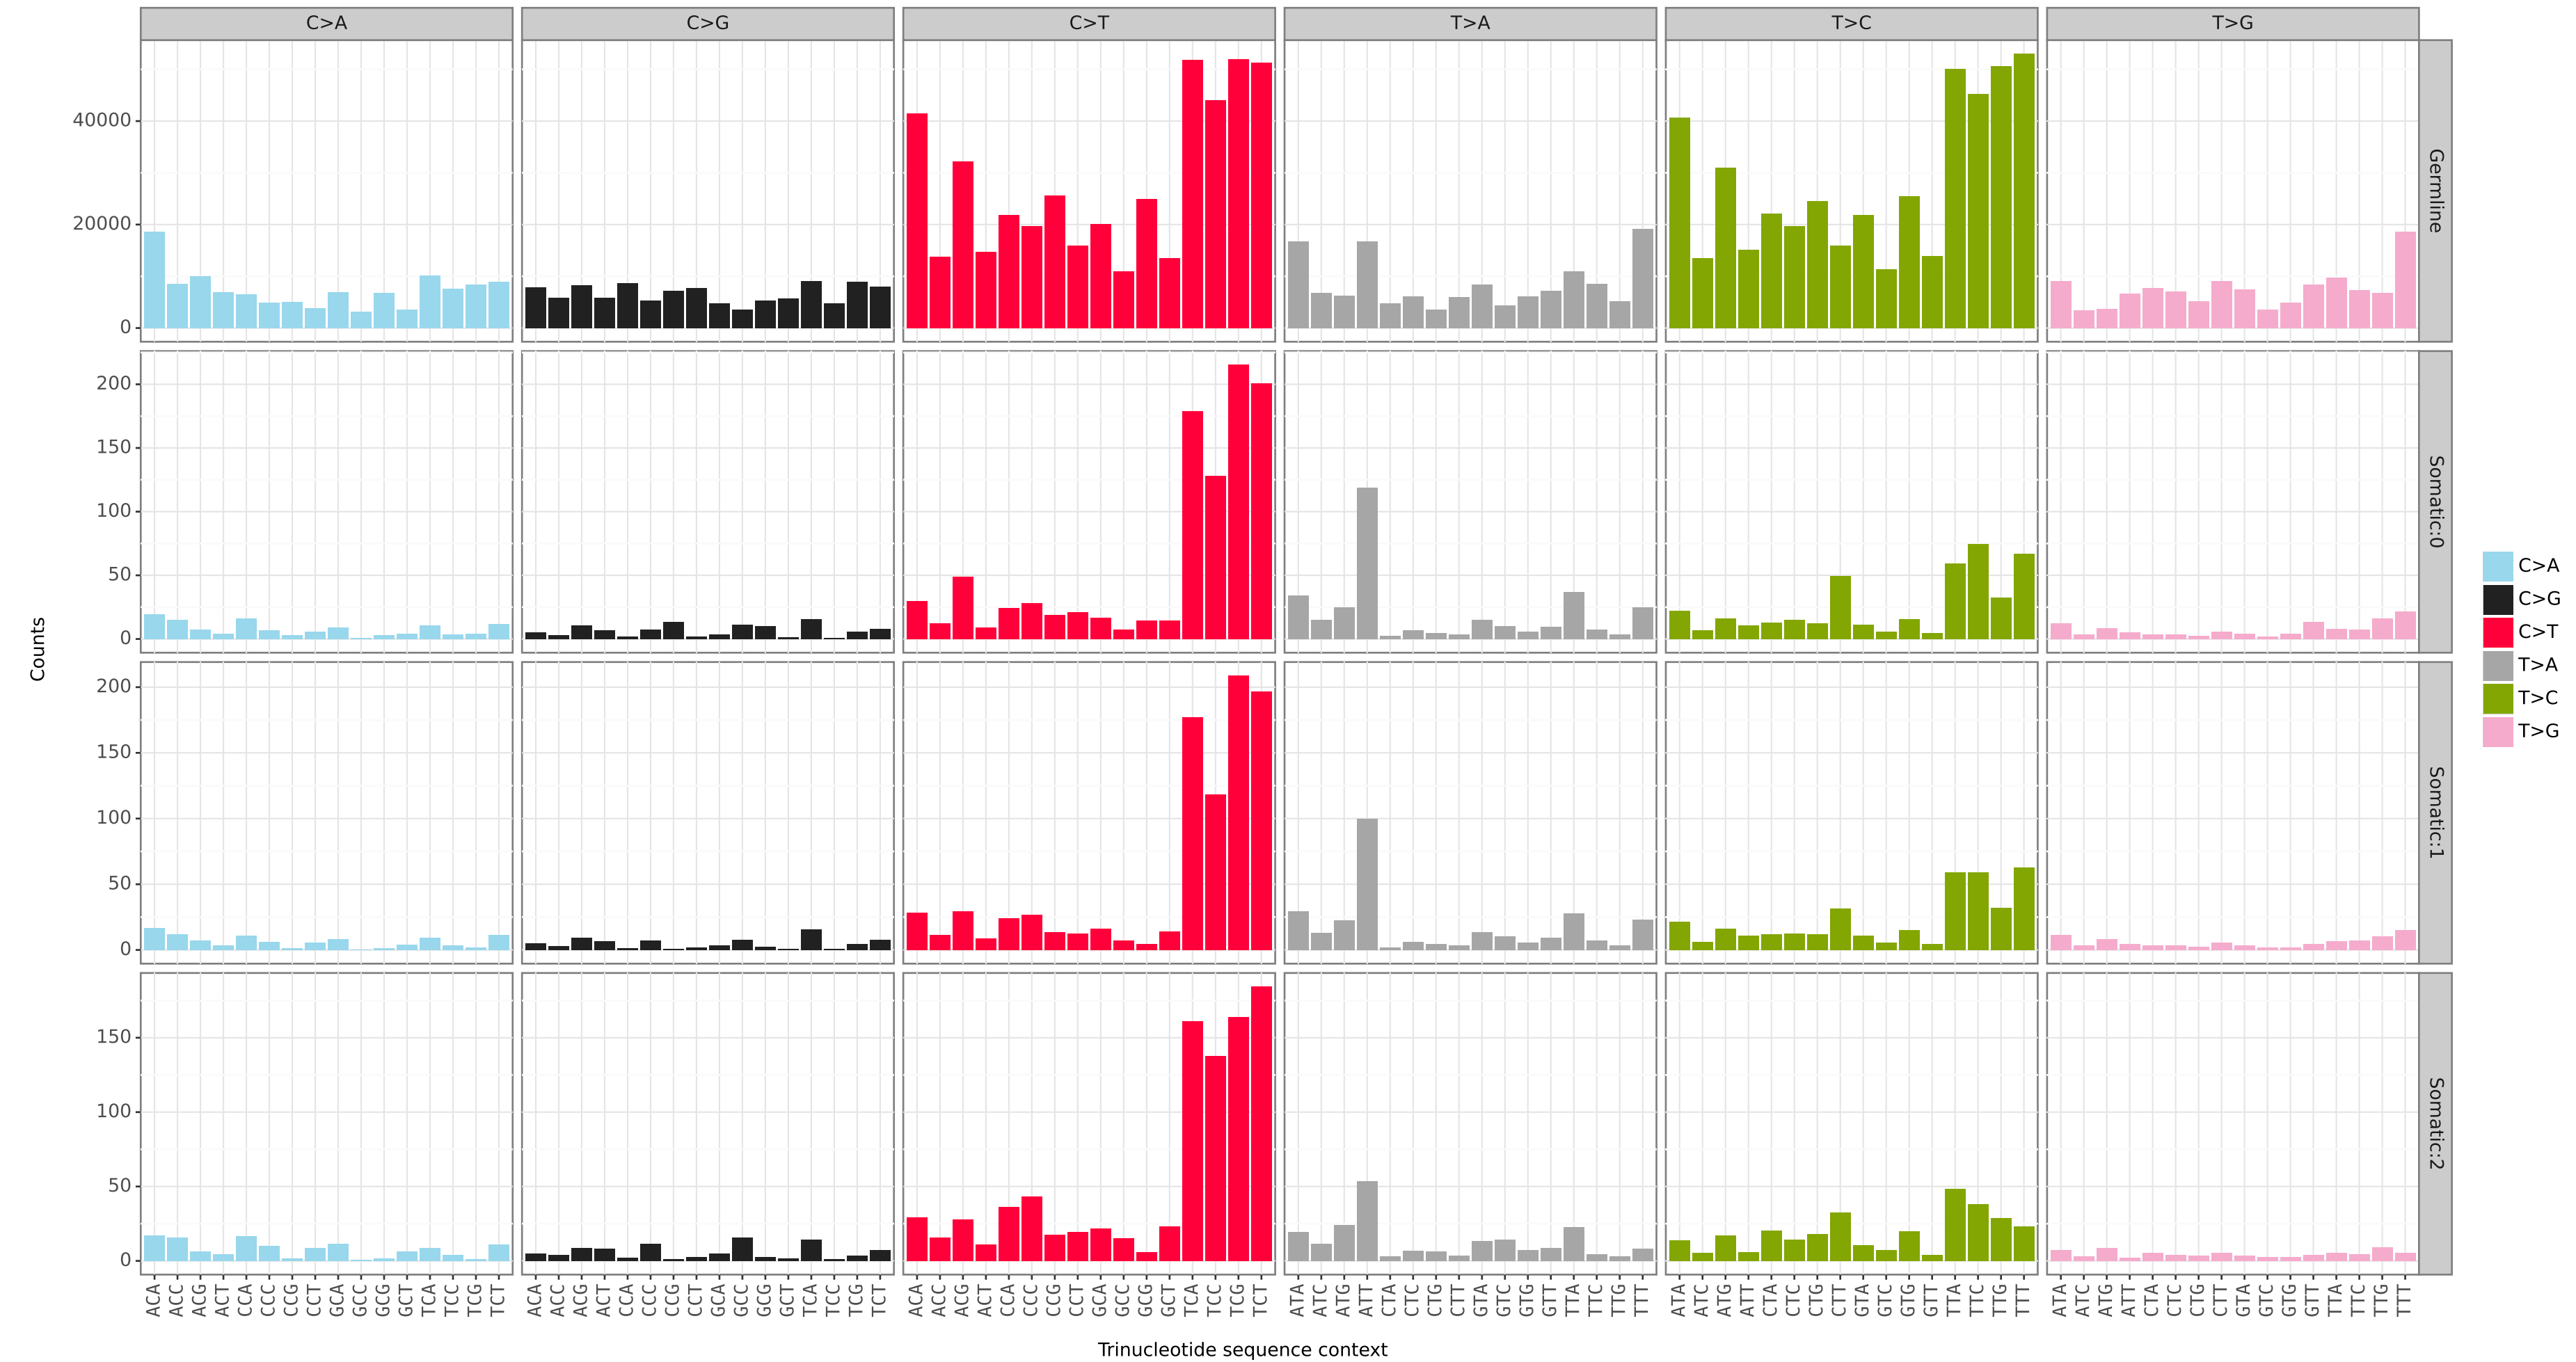 C>A C>G C>T T>A T>C T>G
Counts
40000
20000
0
Germline
200
150
100
50
0
Somatic:0
200
150
100
50
0
Somatic:1
150
100
50
0
Somatic:2
ACA ACC ACG ACT CCA CCC CCG CCT GCA GCC GCG GCT TCA TCC TCG TCT ACA ACC ACG ACT CCA CCC CCG CCT GCA GCC GCG GCT TCA TCC TCG TCT ACA ACC ACG ACT CCA CCC CCG CCT GCA GCC GCG GCT TCA TCC TCG TCT ATA ATC ATG ATT CTA CTC CTG CTT GTA GTC GTG GTT TTA TTC TTG TTT ATA ATC ATG ATT CTA CTC CTG CTT GTA GTC GTG GTT TTA TTC TTG TTT ATA ATC ATG ATT CTA CTC CTG CTT GTA GTC GTG GTT TTA TTC TTG TTT
Trinucleotide sequence context
C>A
C>G
C>T
T>A
T>C
T>G